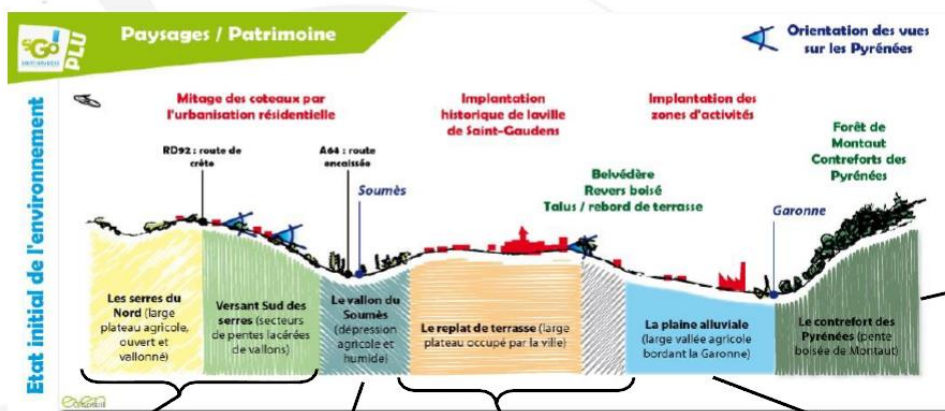 Go!
PLU
Paysages / Patrimoine
Orientation des vues
sur les Pyrénées
Etat initial de l'environnement
Mitage des coteaux par
l'urbanisation résidentielle
Implantation
historique de laville
de Saint-Gaudens
Implantation des
zones d'activités
Forêt de
Montaut
Contreforts des
Pyrénées
RD92 : route de
crête
A64 : route
encaissée
Soumès
Belvédère
Revers boisé
Talus / rebord de terrasse
Garonne
Les serres du
Nord (large
plateau agricole,
ouvert et
vallonné)
Versant Sud des
serres (secteurs
de pentes lacérées
de vallons)
Le vallon du
Soumès
(dépression
agricole et
humide)
Le replat de terrasse (large
plateau occupé par la ville)
La plaine alluviale
(large vallée agricole
bordant la Garonne)
Le contrefort des
Pyrénées (pente
boisée de Montaut)
even